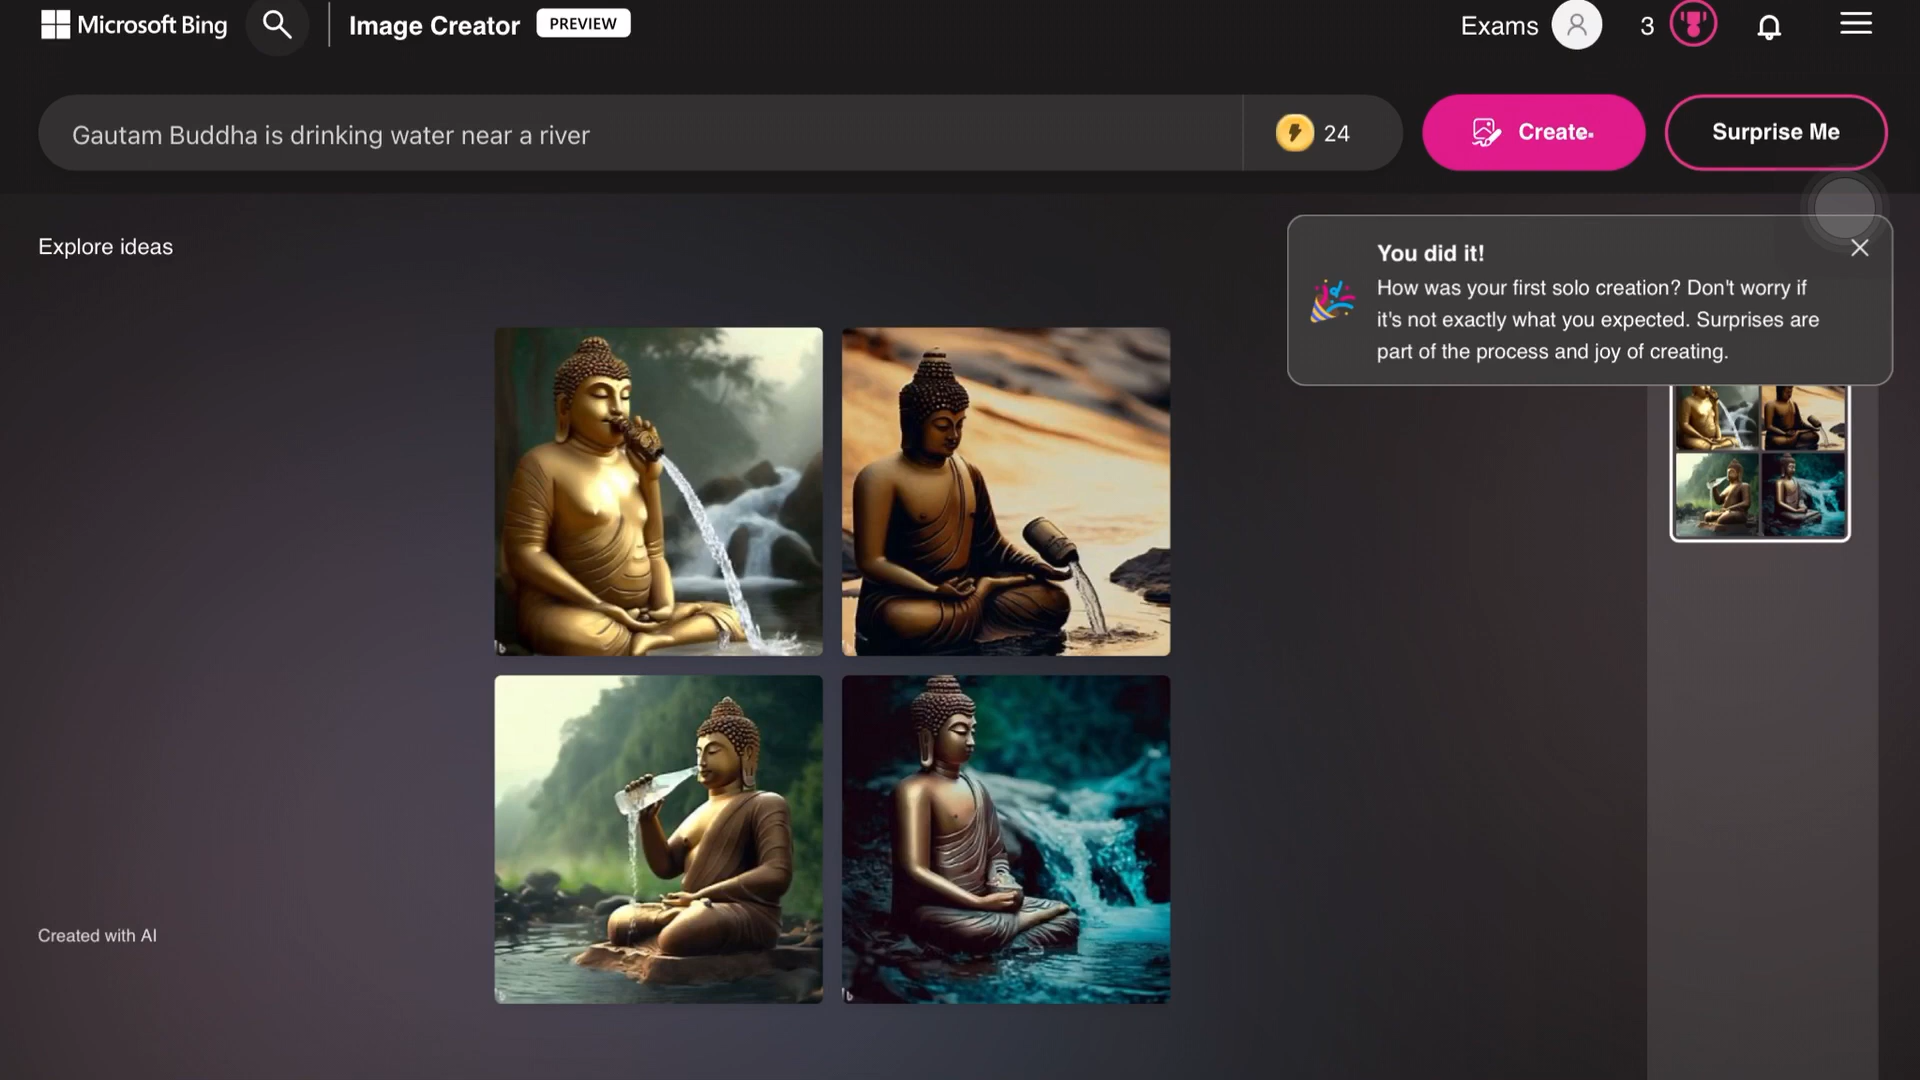 Microsoft Bing
Image Creator
PREVIEW
Exams
3
Gautam Buddha is drinking water near a river
24
Create.
Surprise Me
Explore ideas
You did it!
How was your first solo creation? Don't worry if
it's not exactly what you expected. Surprises are
part of the process and joy of creating.
Created with AI